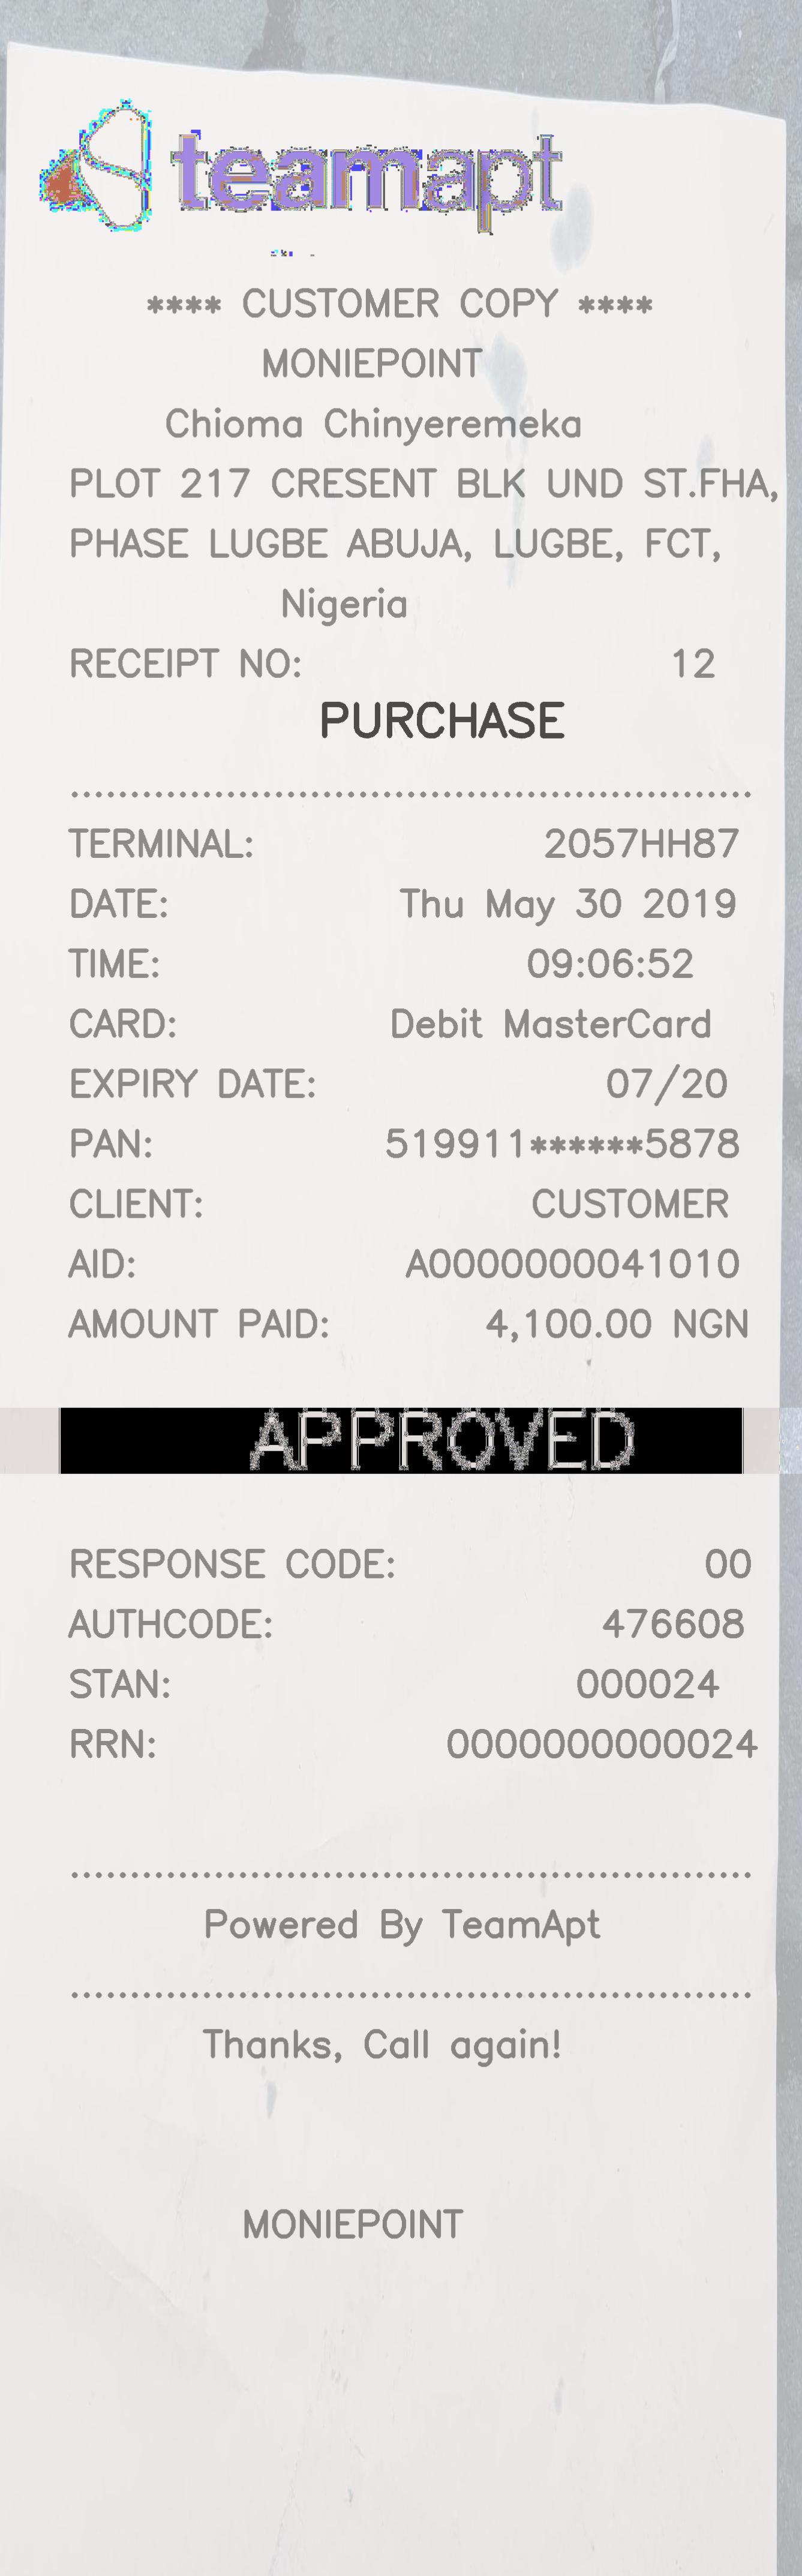 teamapt
**** CUSTOMER COPY ****
MONIEPOINT
Chioma Chinyeremeka
PLOT 217 CRESENT BLK UND ST.FHA,
PHASE LUGBE ABUJA, LUGBE, FCT,
Nigeria
RECEIPT NO: 12
PURCHASE
TERMINAL: 2057HH87
DATE: Thu May 30 2019
TIME: 09:06:52
CARD: Debit MasterCard
EXPIRY DATE: 07/20
PAN: 519911******5878
CLIENT: CUSTOMER
AID: A0000000041010
AMOUNT PAID: 4,100.00 NGN
APPROVED
RESPONSE CODE: 00
AUTHCODE: 476608
STAN: 000024
RRN: 0000000000024
Powered By TeamApt
Thanks, Call again!
MONIEPOINT